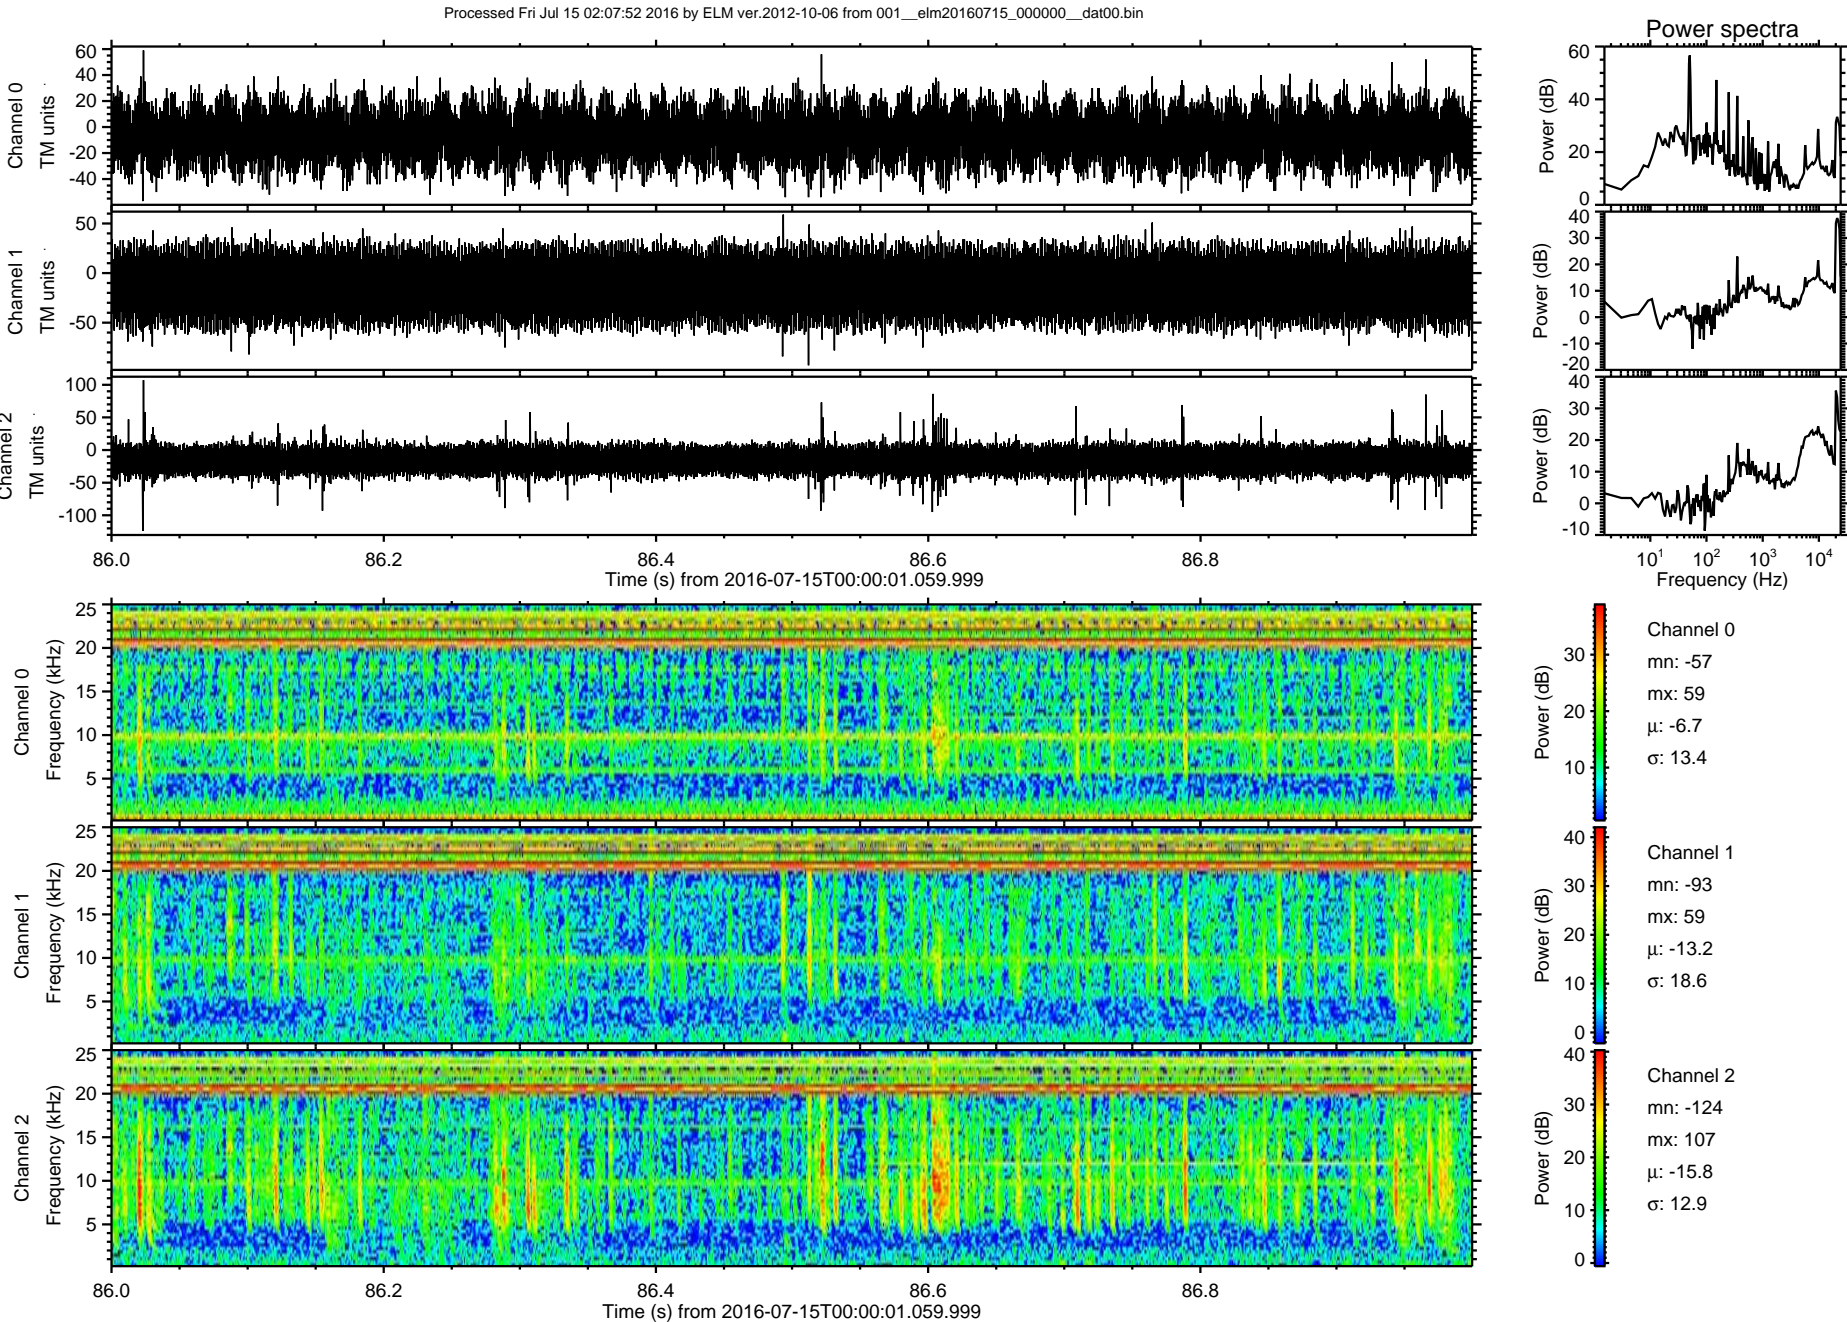 Processed Fri Jul 15 02:07:52 2016 by ELM ver.2012-10-06 from 001__elm20160715_000000__dat00.bin
Power spectra
Channel 0
TM units
60
40
20
0
-20
-40
Power (dB)
60
40
20
0
Channel 1
TM units
50
0
-50
Power (dB)
40
30
20
10
0
-10
-20
Channel 2
TM units
100
50
0
-50
-100
Power (dB)
40
30
20
10
0
-10
86.0 86.2 86.4 86.6 86.8
Time (s) from 2016-07-15T00:00:01.059.999
10¹ 10² 10³ 10⁴
Frequency (Hz)
Channel 0
Frequency (kHz)
25
20
15
10
5
Power (dB)
30
20
10
Channel 0
mn: -57
mx: 59
μ: -6.7
σ: 13.4
Channel 1
Frequency (kHz)
25
20
15
10
5
Power (dB)
40
30
20
10
0
Channel 1
mn: -93
mx: 59
μ: -13.2
σ: 18.6
Channel 2
Frequency (kHz)
25
20
15
10
5
Power (dB)
40
30
20
10
0
Channel 2
mn: -124
mx: 107
μ: -15.8
σ: 12.9
86.0 86.2 86.4 86.6 86.8
Time (s) from 2016-07-15T00:00:01.059.999